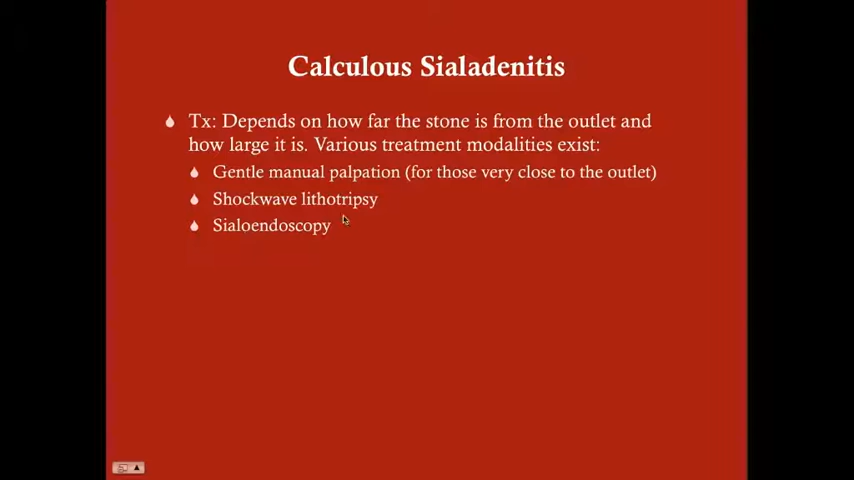 Calculous Sialadenitis
Tx: Depends on how far the stone is from the outlet and
how large it is. Various treatment modalities exist:
Gentle manual palpation (for those very close to the outlet)
Shockwave lithotripsy
Sialoendoscopy